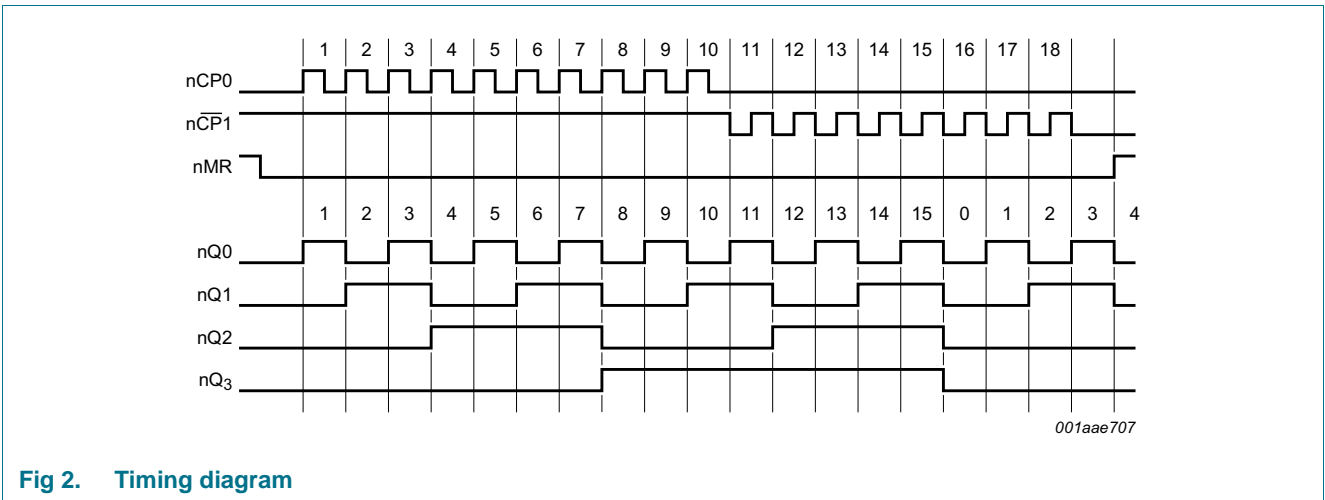 1 2 3 4 5 6 7 8 9 10 11 12 13 14 15 16 17 18
nCP0
nC̅P̅1
nMR
1 2 3 4 5 6 7 8 9 10 11 12 13 14 15 0 1 2 3 4
nQ0
nQ1
nQ2
nQ3
001aae707
Fig 2. Timing diagram